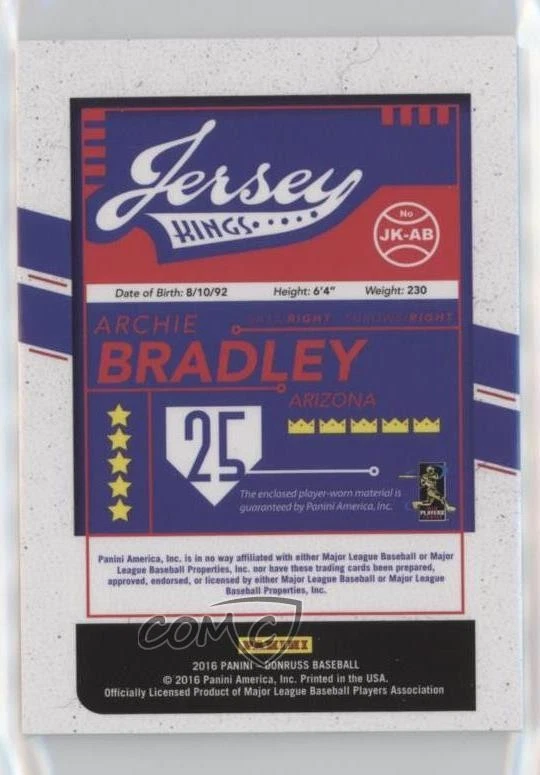 Jersey
KINGS
No
JK-AB
Date of Birth: 8/10/92 Height: 6'4" Weight: 230
ARCHIE
BATS: RIGHT THROWS: RIGHT
BRADLEY
ARIZONA
25
The enclosed player-worn material is
guaranteed by Panini America, Inc.
PLAYERS
Panini America, Inc. is in no way affiliated with either Major League Baseball or Major
League Baseball Properties, Inc. nor have these trading cards been prepared,
approved, endorsed, or licensed by either Major League Baseball or Major League
Baseball Properties, Inc.
COMC
PANINI
2016 PANINI - DONRUSS BASEBALL
© 2016 Panini America, Inc. Printed in the USA.
Officially Licensed Product of Major League Baseball Players Association